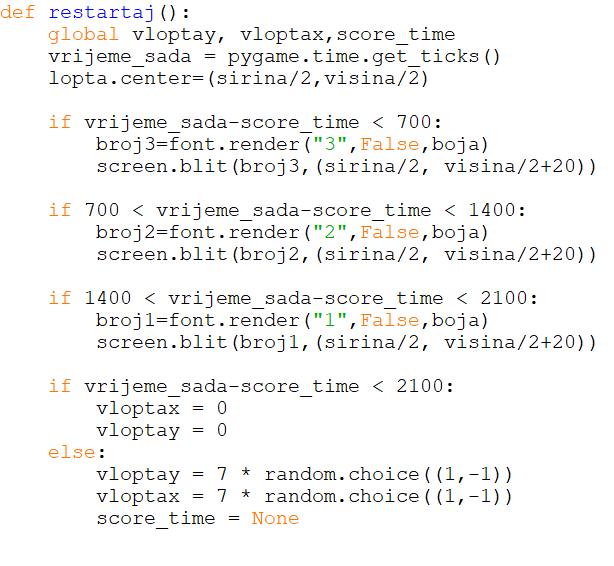 def restartaj():
    global vloptay, vloptax,score_time
    vrijeme_sada = pygame.time.get_ticks()
    lopta.center=(sirina/2,visina/2)

    if vrijeme_sada-score_time < 700:
        broj3=font.render("3",False,boja)
        screen.blit(broj3,(sirina/2, visina/2+20))

    if 700 < vrijeme_sada-score_time < 1400:
        broj2=font.render("2",False,boja)
        screen.blit(broj2,(sirina/2, visina/2+20))

    if 1400 < vrijeme_sada-score_time < 2100:
        broj1=font.render("1",False,boja)
        screen.blit(broj1,(sirina/2, visina/2+20))

    if vrijeme_sada-score_time < 2100:
        vloptax = 0
        vloptay = 0
    else:
        vloptay = 7 * random.choice((1,-1))
        vloptax = 7 * random.choice((1,-1))
        score_time = None